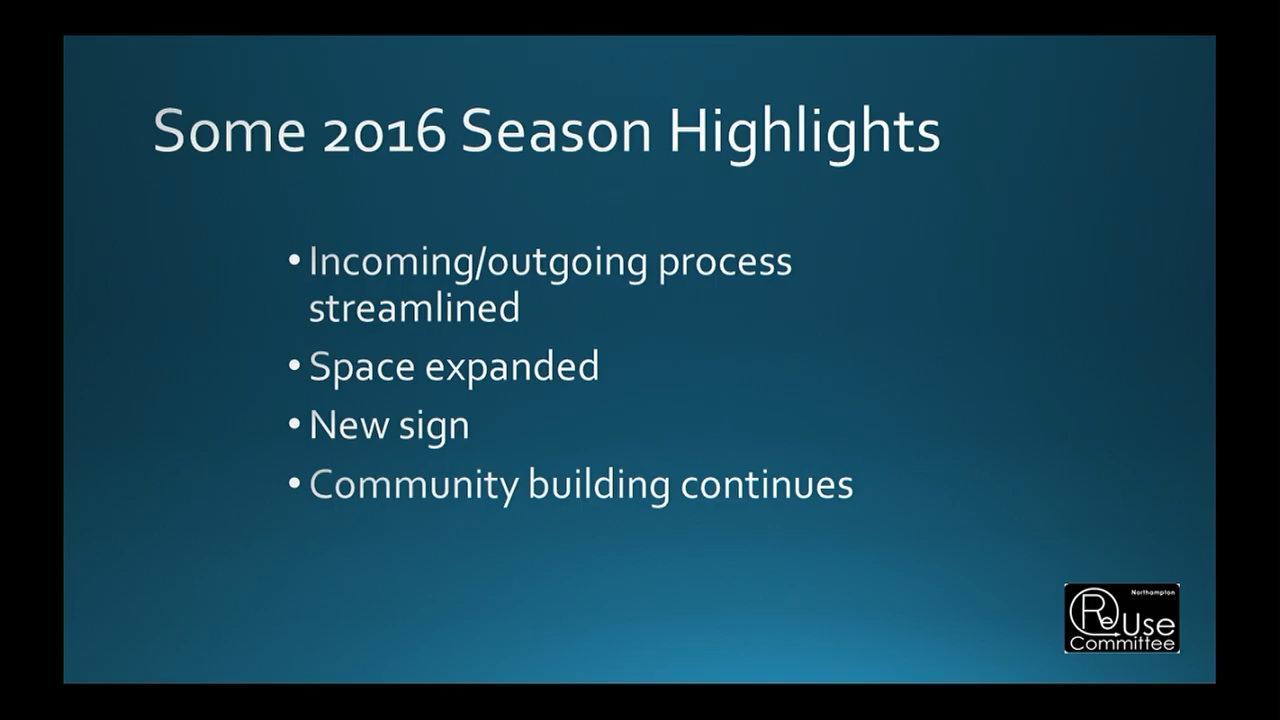 Some 2016 Season Highlights
• Incoming/outgoing process
streamlined
• Space expanded
• New sign
• Community building continues
Northampton
ReUse
Committee